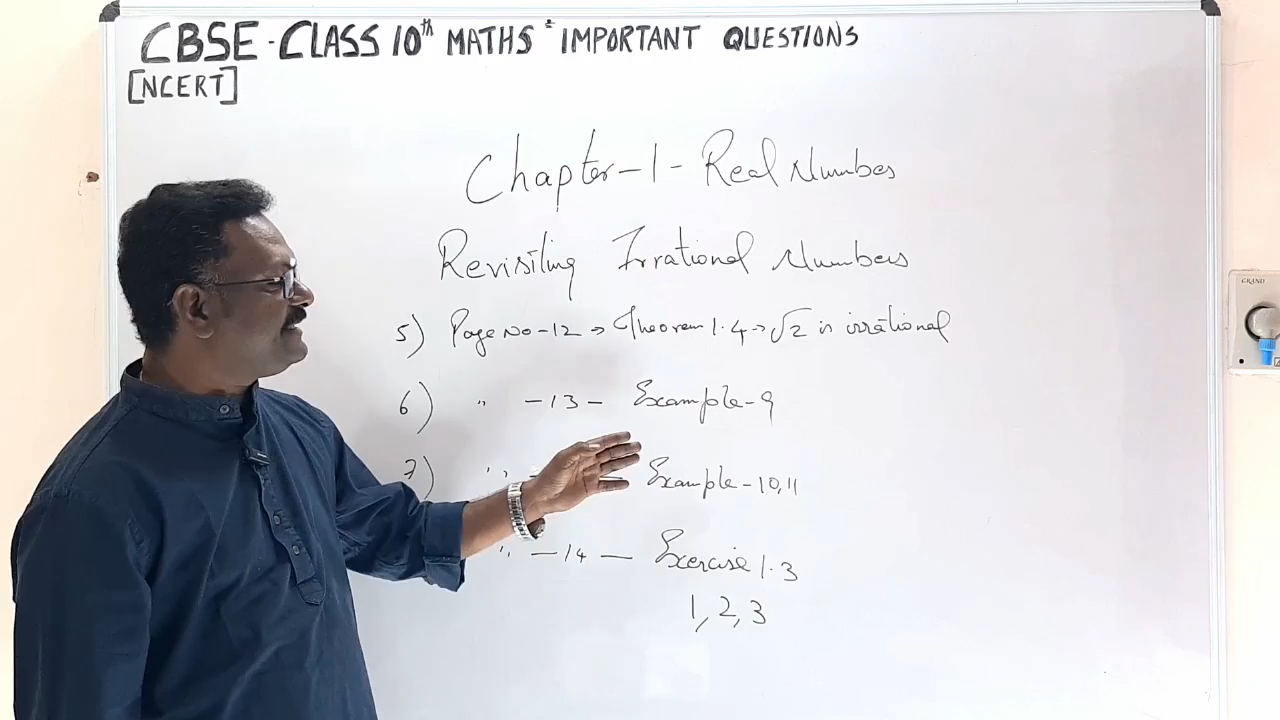 CBSE - CLASS 10th MATHS - IMPORTANT QUESTIONS
[NCERT]
Chapter-1- Real Number
Revisiting Irrational Numbers
5) Page No-12 → Theorem 1.4 → √2 is irrational
6) " -13 - Example-9
7) " Example-10,11
" -14 - Exercise 1.3
1, 2, 3
GRAND